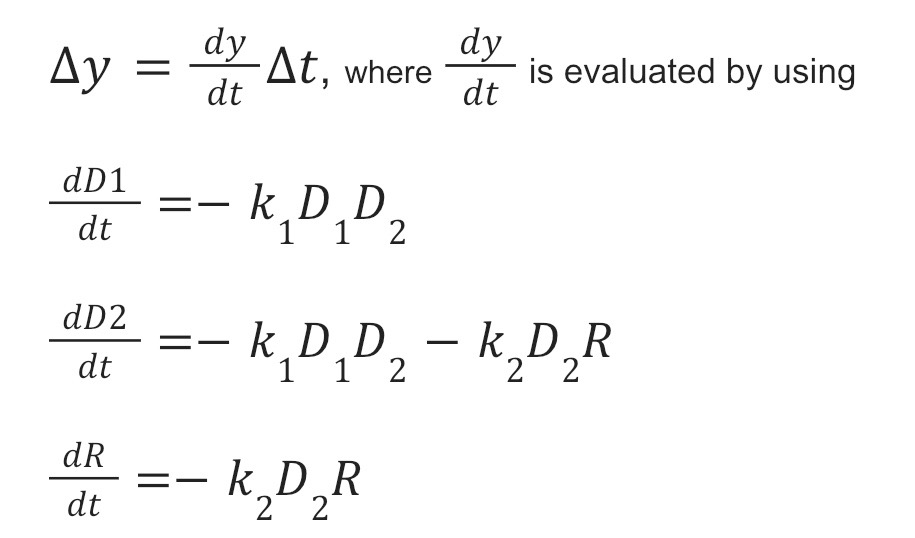 Δy = dy/dt Δt, where dy/dt is evaluated by using
dD1/dt =− k₁D₁D₂
dD2/dt =− k₁D₁D₂ − k₂D₂R
dR/dt =− k₂D₂R